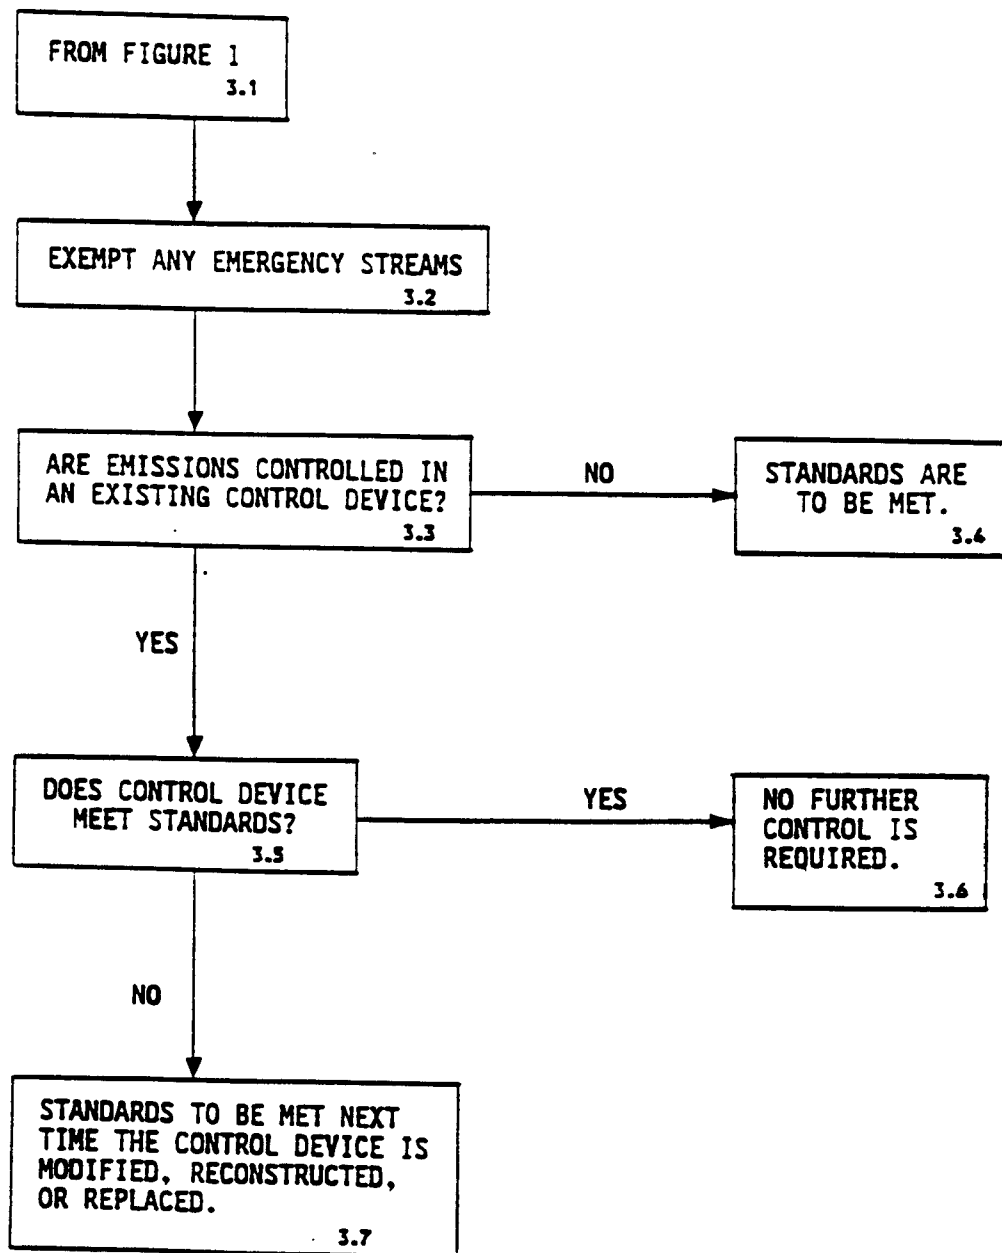 FROM FIGURE 1
3.1
EXEMPT ANY EMERGENCY STREAMS
3.2
ARE EMISSIONS CONTROLLED IN
AN EXISTING CONTROL DEVICE?
3.3
NO
STANDARDS ARE
TO BE MET.
3.4
YES
DOES CONTROL DEVICE
MEET STANDARDS?
3.5
YES
NO FURTHER
CONTROL IS
REQUIRED.
3.6
NO
STANDARDS TO BE MET NEXT
TIME THE CONTROL DEVICE IS
MODIFIED, RECONSTRUCTED,
OR REPLACED.
3.7